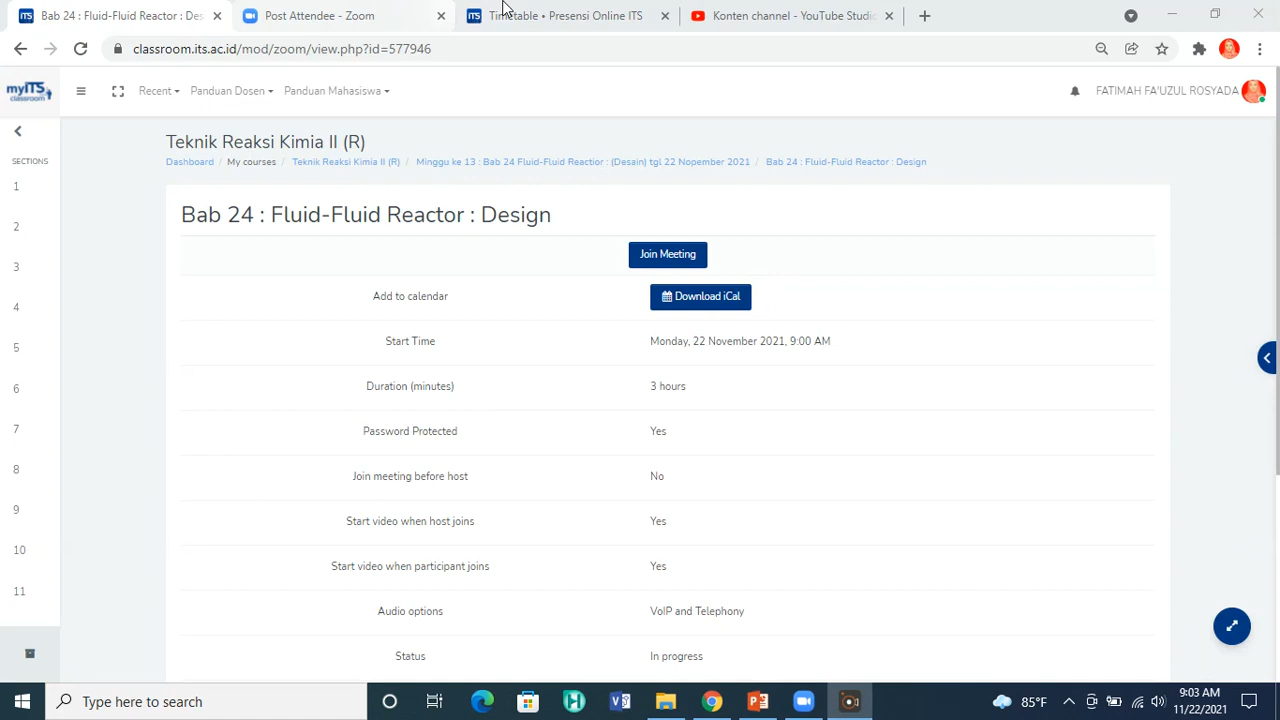 Bab 24 : Fluid-Fluid Reactor : Des
Post Attendee - Zoom
Timetable • Presensi Online ITS
Konten channel - YouTube Studio
classroom.its.ac.id/mod/zoom/view.php?id=577946
myITS
classroom
Recent
Panduan Dosen
Panduan Mahasiswa
FATIMAH FA'UZUL ROSYADA
SECTIONS
1
2
3
4
5
6
7
8
9
10
11
Teknik Reaksi Kimia II (R)
Dashboard / My courses / Teknik Reaksi Kimia II (R) / Minggu ke 13 : Bab 24 Fluid-Fluid Reactior : (Desain) tgl 22 Nopember 2021 / Bab 24 : Fluid-Fluid Reactor : Design
Bab 24 : Fluid-Fluid Reactor : Design
Join Meeting
Add to calendar Download iCal
Start Time Monday, 22 November 2021, 9:00 AM
Duration (minutes) 3 hours
Password Protected Yes
Join meeting before host No
Start video when host joins Yes
Start video when participant joins Yes
Audio options VoIP and Telephony
Status In progress
Type here to search
85°F
9:03 AM
11/22/2021